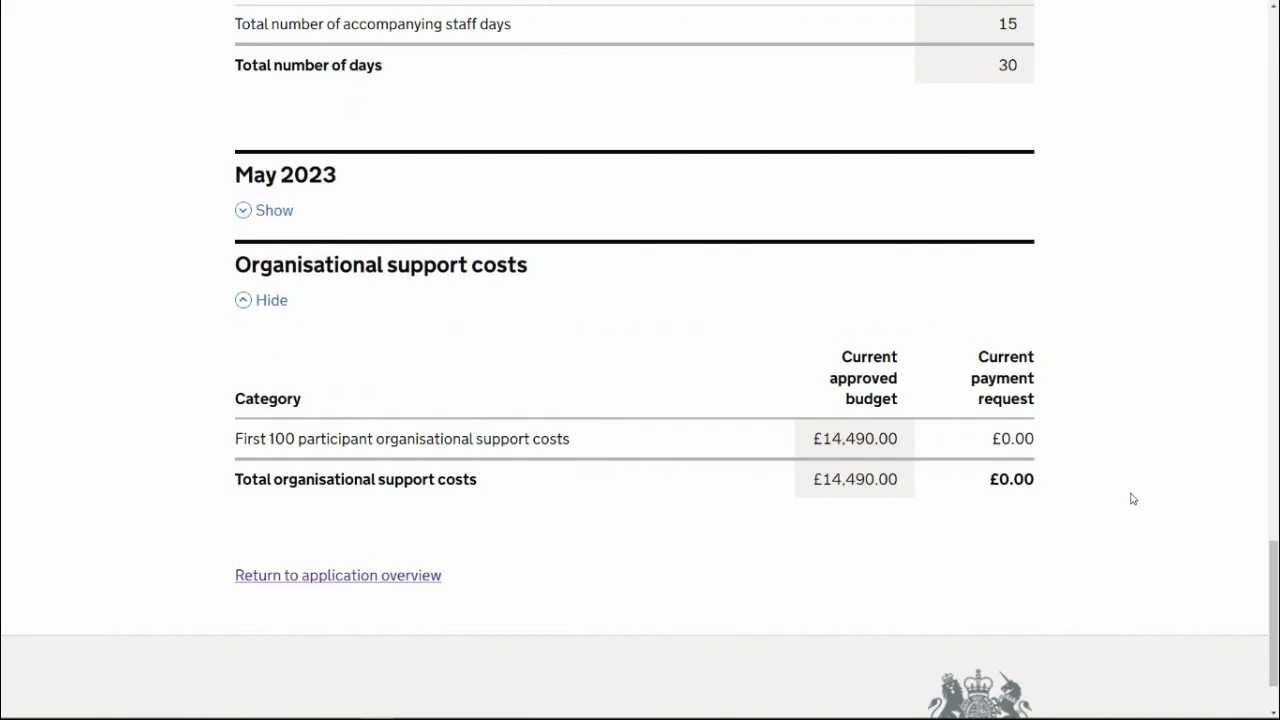 Total number of accompanying staff days 15
Total number of days 30
May 2023
Show
Organisational support costs
Hide
Category Current approved budget Current payment request
First 100 participant organisational support costs £14,490.00 £0.00
Total organisational support costs £14,490.00 £0.00
Return to application overview